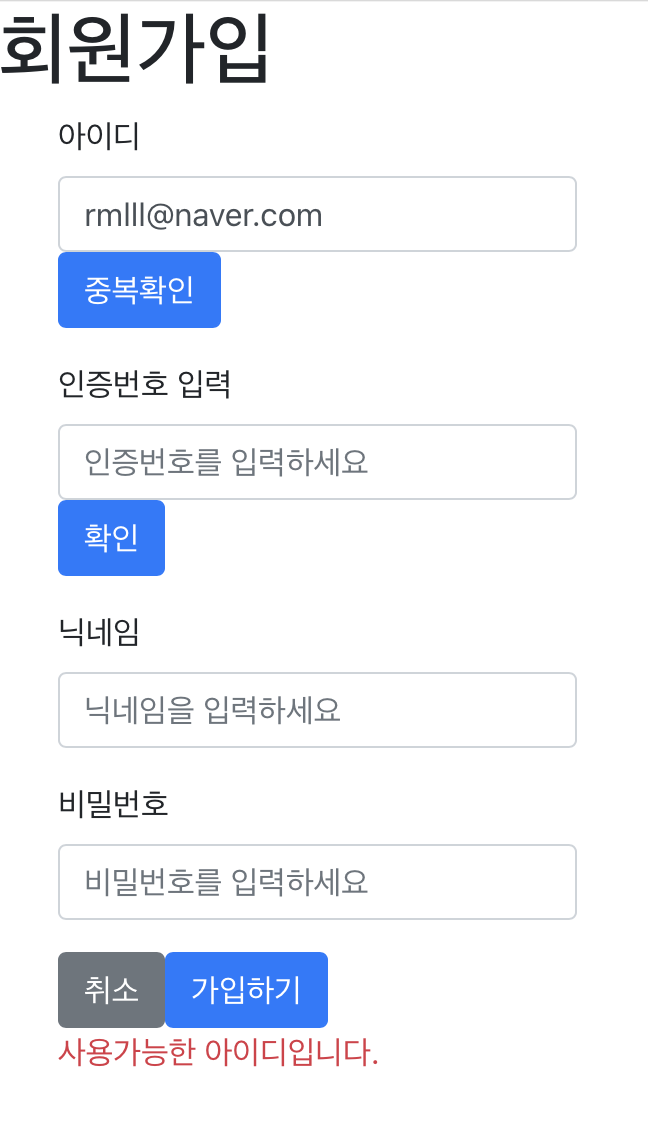 회원가입
아이디
rmlll@naver.com
중복확인
인증번호 입력
인증번호를 입력하세요
확인
닉네임
닉네임을 입력하세요
비밀번호
비밀번호를 입력하세요
취소 가입하기
사용가능한 아이디입니다.